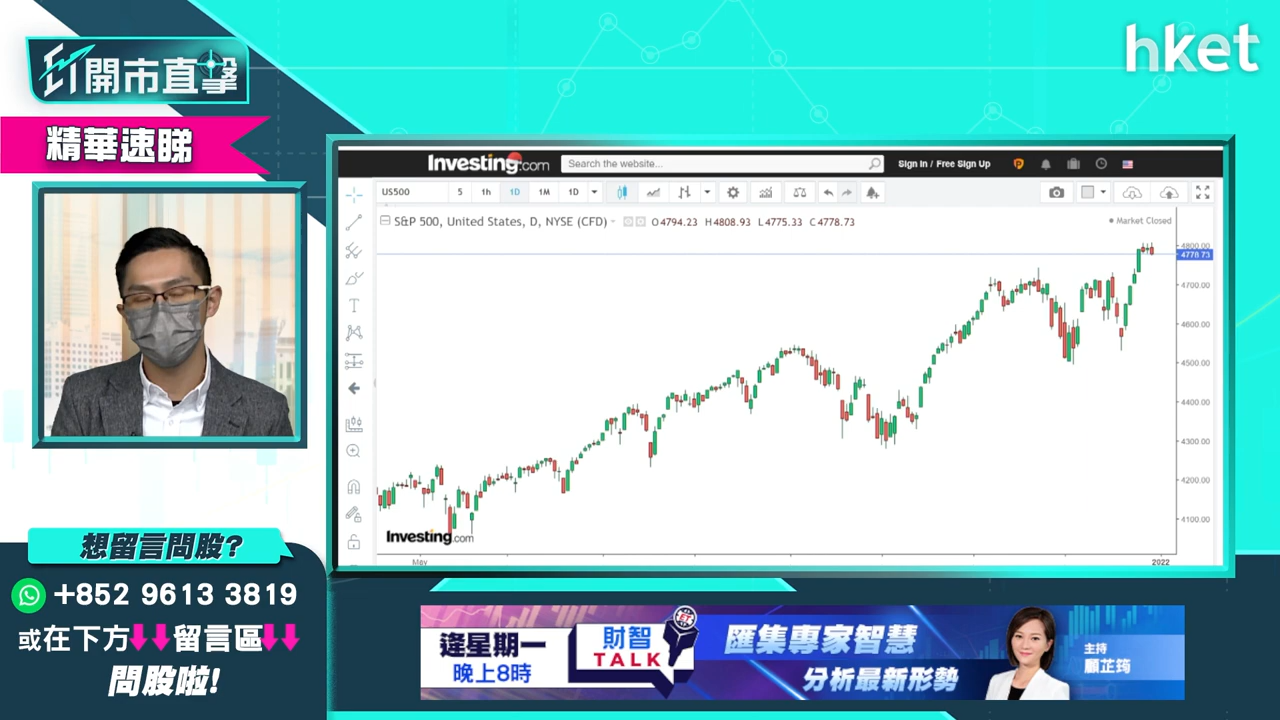 hket
ET開市直擊
精華速睇
Investing.com
Search the website...
Sign In / Free Sign Up
US500
5
1h
1D
1M
1D
S&P 500, United States, D, NYSE (CFD)
O4794.23 H4808.93 L4775.33 C4778.73
Market Closed
4800.00
4778.73
4700.00
4600.00
4500.00
4400.00
4300.00
4200.00
4100.00
Investing.com
May
2022
想留言問股?
+852 9613 3819
或在下方留言區
問股啦!
逢星期一
晚上8時
財智
TALK
匯集專家智慧
分析最新形勢
主持
顧芷筠